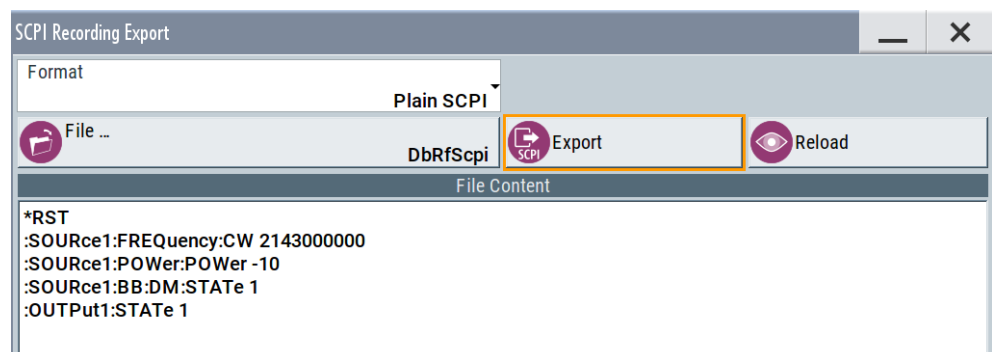 SCPI Recording Export
Format
Plain SCPI
File ...
DbRfScpi
SCPI
Export
Reload
File Content
*RST
:SOURce1:FREQuency:CW 2143000000
:SOURce1:POWer:POWer -10
:SOURce1:BB:DM:STATe 1
:OUTPut1:STATe 1